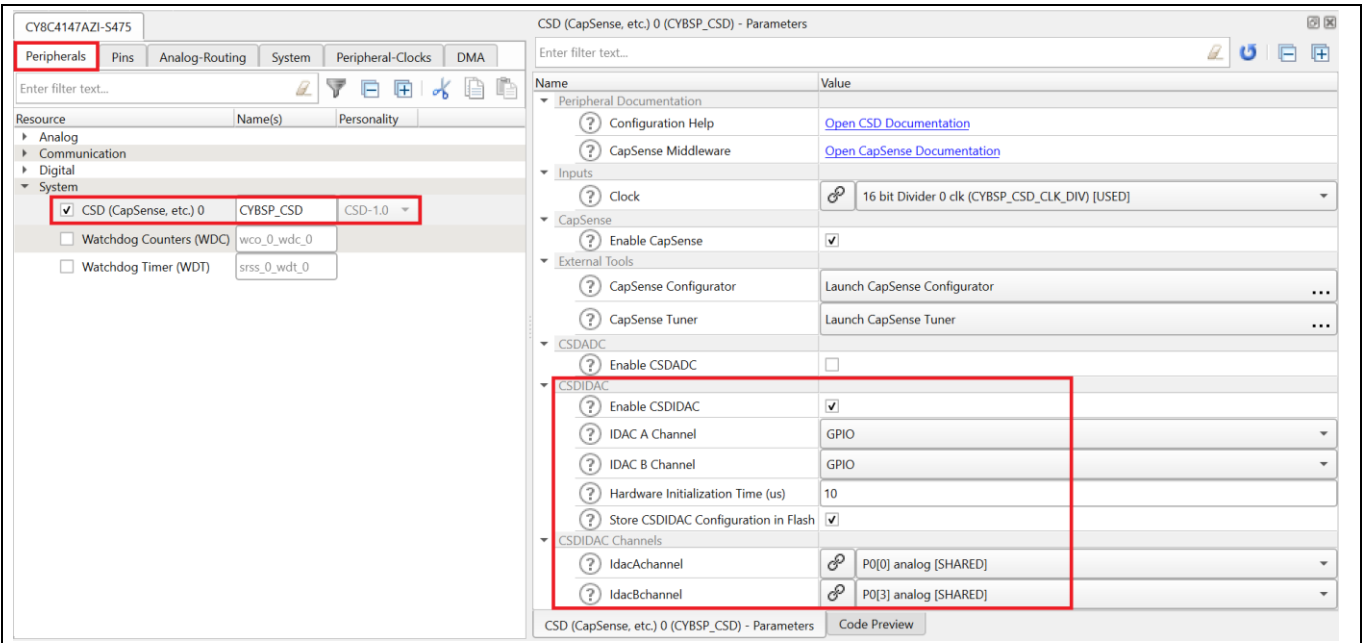 CY8C4147AZI-S475
Peripherals Pins Analog-Routing System Peripheral-Clocks DMA
Enter filter text...
Resource Name(s) Personality
Analog
Communication
Digital
System
CSD (CapSense, etc.) 0 CYBSP_CSD CSD-1.0
Watchdog Counters (WDC) wco_0_wdc_0
Watchdog Timer (WDT) srss_0_wdt_0
CSD (CapSense, etc.) 0 (CYBSP_CSD) - Parameters
Enter filter text...
Name Value
Peripheral Documentation
Configuration Help Open CSD Documentation
CapSense Middleware Open CapSense Documentation
Inputs
Clock 16 bit Divider 0 clk (CYBSP_CSD_CLK_DIV) [USED]
CapSense
Enable CapSense
External Tools
CapSense Configurator Launch CapSense Configurator ...
CapSense Tuner Launch CapSense Tuner ...
CSDADC
Enable CSDADC
CSDIDAC
Enable CSDIDAC
IDAC A Channel GPIO
IDAC B Channel GPIO
Hardware Initialization Time (us) 10
Store CSDIDAC Configuration in Flash
CSDIDAC Channels
IdacAchannel P0[0] analog [SHARED]
IdacBchannel P0[3] analog [SHARED]
CSD (CapSense, etc.) 0 (CYBSP_CSD) - Parameters Code Preview